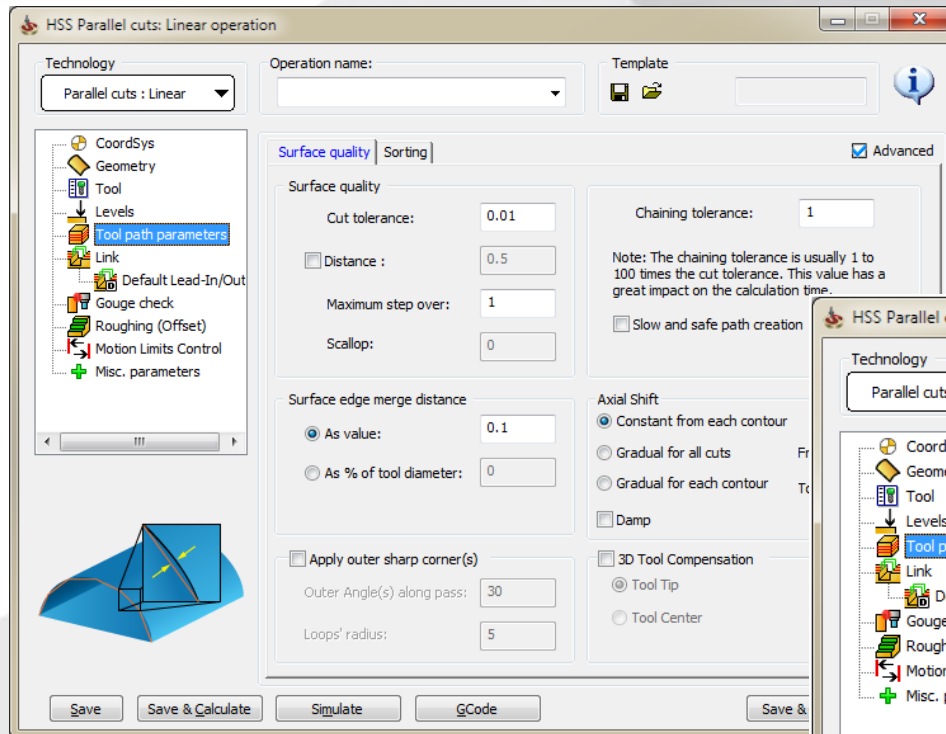 HSS Parallel cuts: Linear operation
Technology
Parallel cuts : Linear
Operation name:
Template
CoordSys
Geometry
Tool
Levels
Tool path parameters
Link
Default Lead-In/Out
Gouge check
Roughing (Offset)
Motion Limits Control
Misc. parameters
Surface quality
Sorting
Advanced
Surface quality
Cut tolerance:
0.01
Distance :
0.5
Maximum step over:
1
Scallop:
0
Chaining tolerance:
1
Note: The chaining tolerance is usually 1 to
100 times the cut tolerance. This value has a
great impact on the calculation time.
Slow and safe path creation
Surface edge merge distance
As value:
0.1
As % of tool diameter:
0
Axial Shift
Constant from each contour
Gradual for all cuts
Fr
Gradual for each contour
To
Damp
Apply outer sharp corner(s)
Outer Angle(s) along pass:
30
Loops' radius:
5
3D Tool Compensation
Tool Tip
Tool Center
Save
Save & Calculate
Simulate
GCode
Save &
HSS Parallel
Technology
Parallel cuts
Coord
Geome
Tool
Levels
Tool p
Link
D
Gouge
Rough
Motion
Misc. p